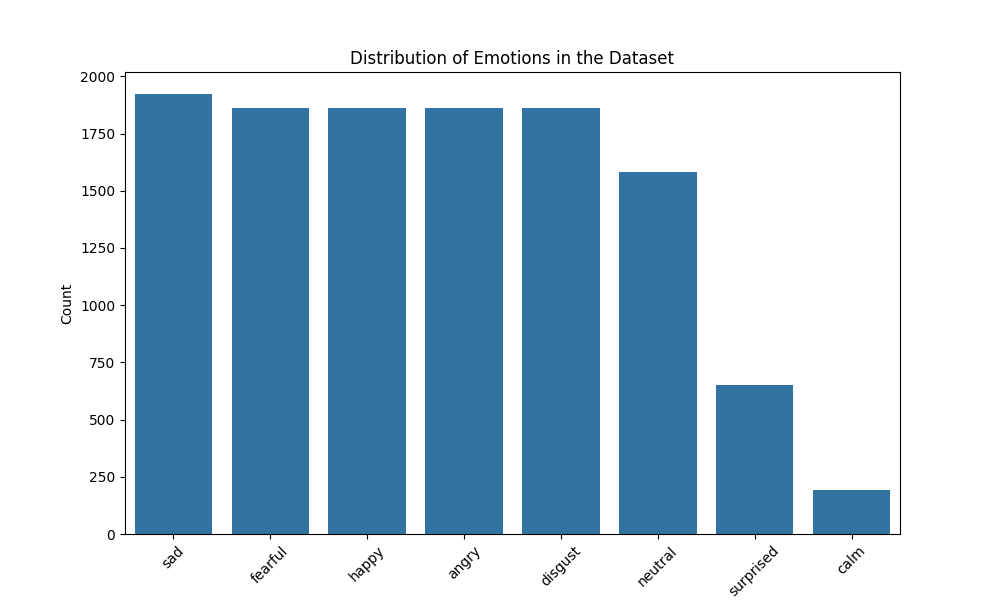 Distribution of Emotions in the Dataset
2000
1750
1500
1250
1000
750
500
250
0
Count
sad
fearful
happy
angry
disgust
neutral
surprised
calm